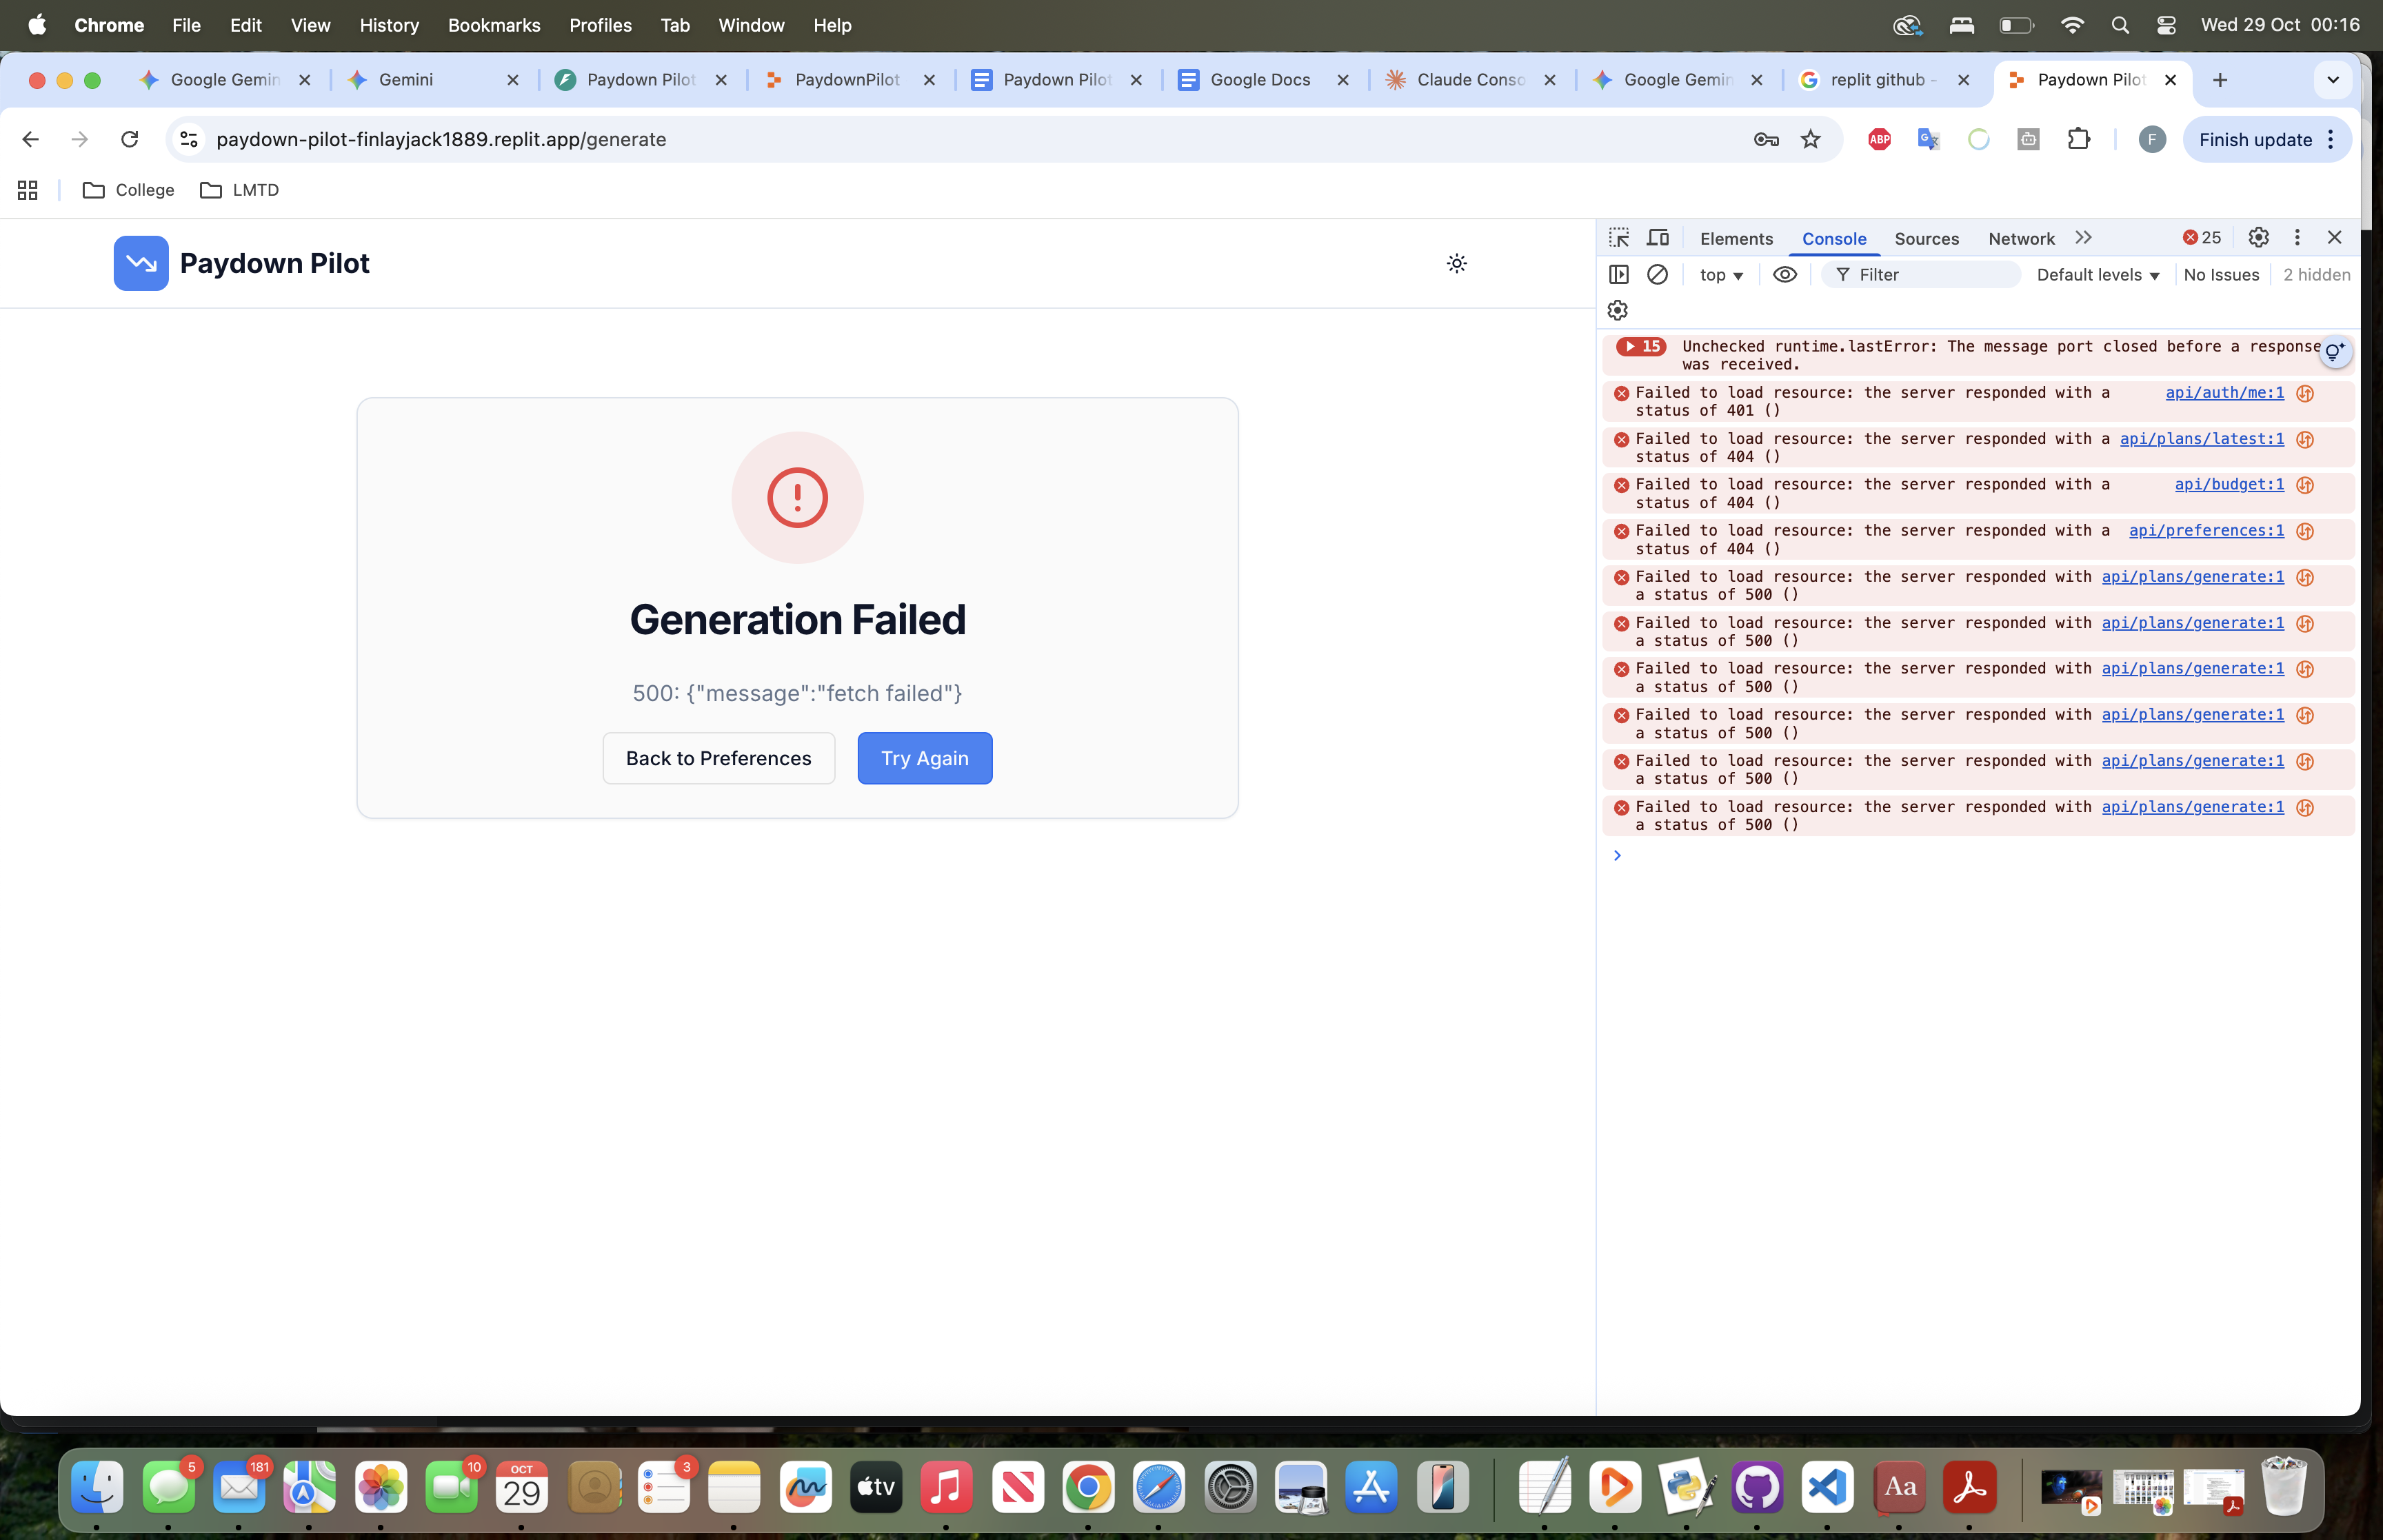 Chrome File Edit View History Bookmarks Profiles Tab Window Help Wed 29 Oct 00:16
Google Gemin Gemini Paydown Pilot PaydownPilot Paydown Pilot Google Docs Claude Conso Google Gemin replit github - Paydown Pilot
paydown-pilot-finlayjack1889.replit.app/generate ABP F Finish update
College LMTD
Paydown Pilot
Generation Failed
500: {"message":"fetch failed"}
Back to Preferences Try Again
Elements Console Sources Network 25
top Filter Default levels No Issues 2 hidden
15 Unchecked runtime.lastError: The message port closed before a response
was received.
Failed to load resource: the server responded with a api/auth/me:1
status of 401 ()
Failed to load resource: the server responded with a api/plans/latest:1
status of 404 ()
Failed to load resource: the server responded with a api/budget:1
status of 404 ()
Failed to load resource: the server responded with a api/preferences:1
status of 404 ()
Failed to load resource: the server responded with api/plans/generate:1
a status of 500 ()
Failed to load resource: the server responded with api/plans/generate:1
a status of 500 ()
Failed to load resource: the server responded with api/plans/generate:1
a status of 500 ()
Failed to load resource: the server responded with api/plans/generate:1
a status of 500 ()
Failed to load resource: the server responded with api/plans/generate:1
a status of 500 ()
Failed to load resource: the server responded with api/plans/generate:1
a status of 500 ()
5 181 10 OCT 3
29 tv Aa